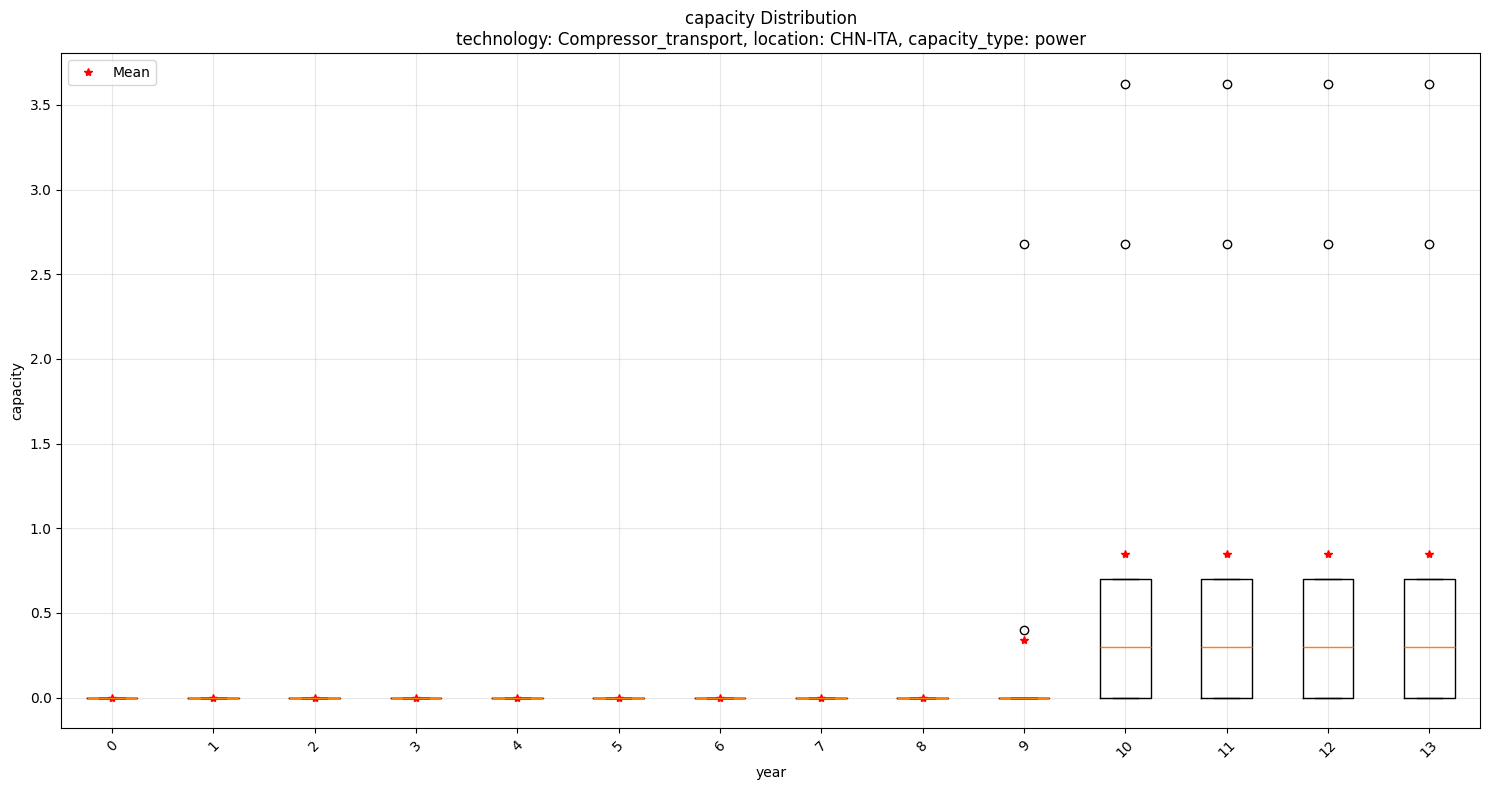 capacity Distribution
technology: Compressor_transport, location: CHN-ITA, capacity_type: power
Mean
capacity
3.5
3.0
2.5
2.0
1.5
1.0
0.5
0.0
0 1 2 3 4 5 6 7 8 9 10 11 12 13
year